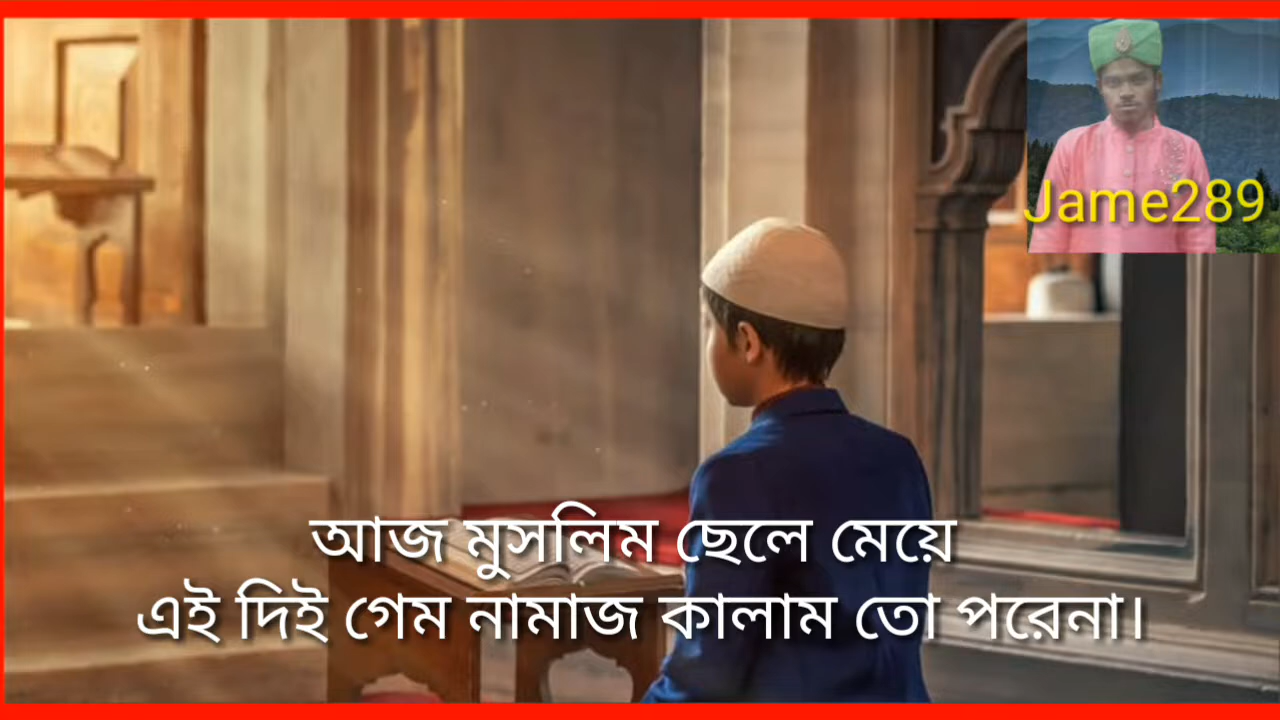 Jame289
আজ মুসলিম ছেলে মেয়ে
এই দিই গেম নামাজ কালাম তো পরেনা।